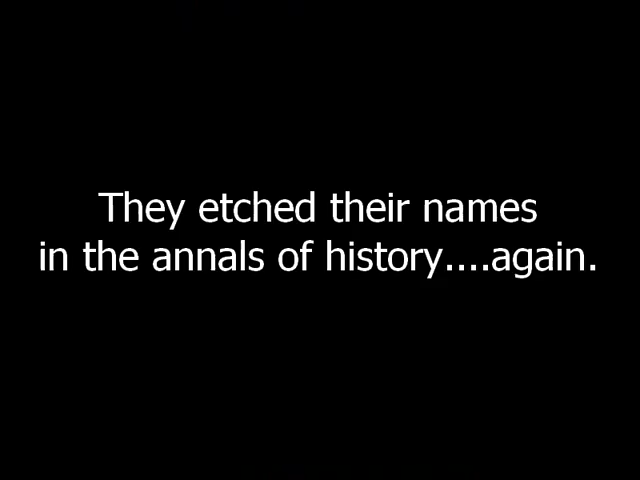 They etched their names
in the annals of history....again.